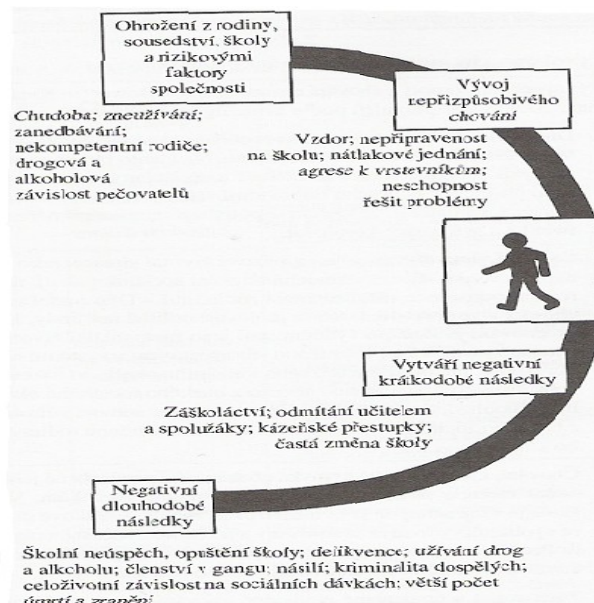 Ohrožení z rodiny,
sousedství, školy
a rizikovými
faktory
společnosti
Chudoba; zneužívání;
zanedbávání;
nekompetentní rodiče;
drogová a
alkoholová
závislost pečovatelů
Vývoj
nepřizpůsobivého
chování
Vzdor; nepřipravenost
na školu; nátlakové jednání;
agrese k vrstevníkům;
neschopnost
řešit problémy
Vytváří negativní
krátkodobé následky
Záškoláctví; odmítání učitelem
a spolužáky; kázeňské přestupky;
častá změna školy
Negativní
dlouhodobé
následky
Školní neúspěch, opuštění školy; delikvence; užívání drog
a alkoholu; členství v gangu; násilí; kriminalita dospělých;
celoživotní závislost na sociálních dávkách; větší počet
úmrtí a zranění